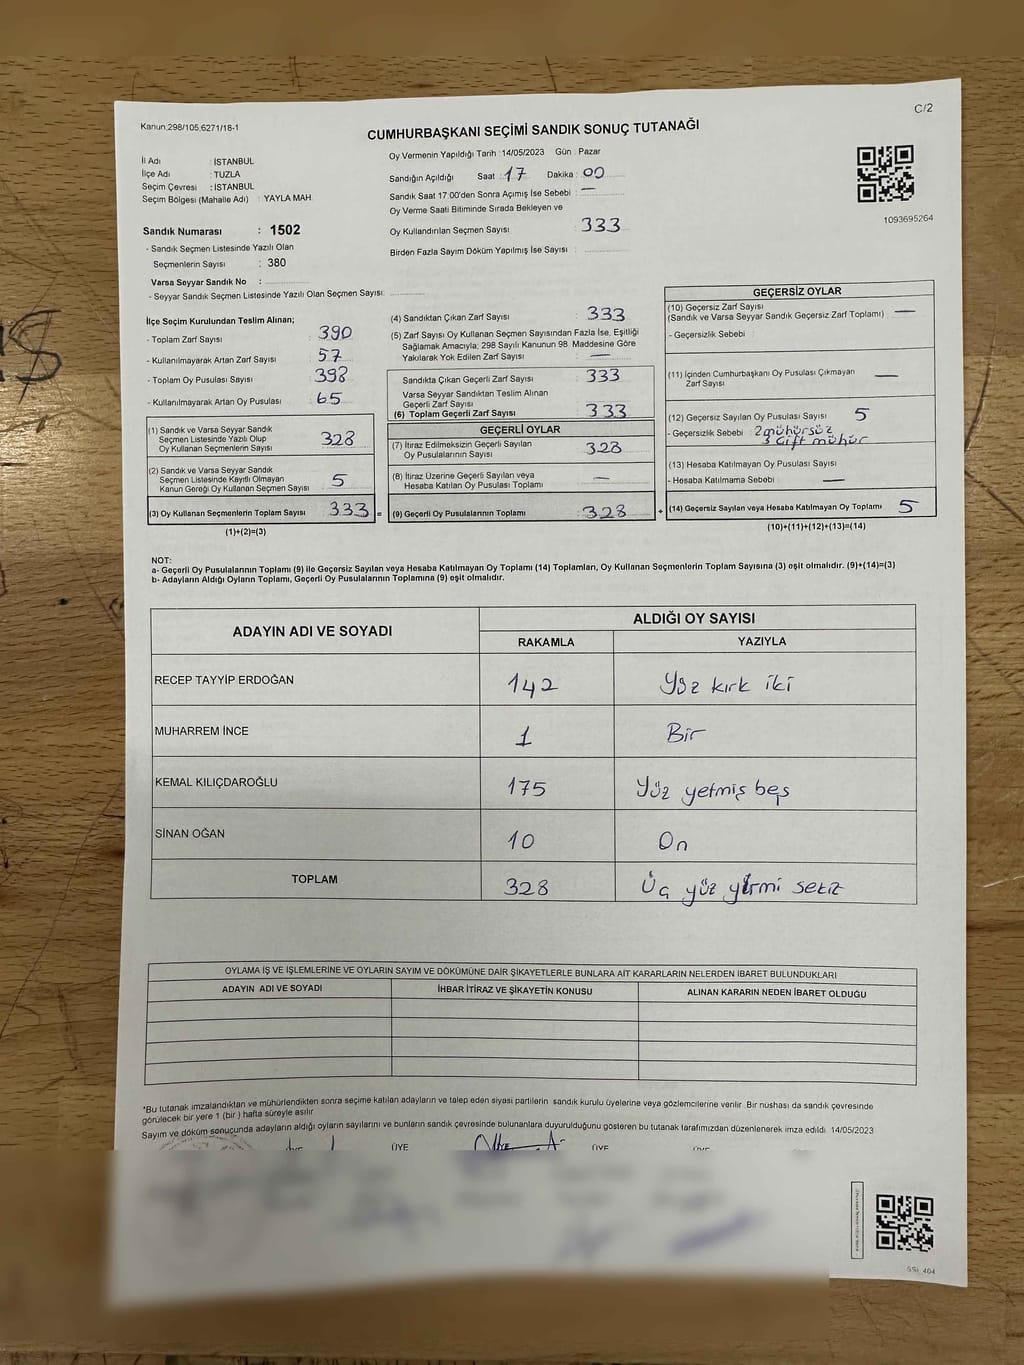 C/2
Kanun,298/105,6271/18-1
CUMHURBAŞKANI SEÇİMİ SANDIK SONUÇ TUTANAĞI
İl Adı : İSTANBUL
İlçe Adı : TUZLA
Seçim Çevresi : İSTANBUL
Seçim Bölgesi (Mahalle Adı) : YAYLA MAH
Sandık Numarası : 1502
- Sandık Seçmen Listesinde Yazılı Olan
Seçmenlerin Sayısı : 380
Varsa Seyyar Sandık No :
- Seyyar Sandık Seçmen Listesinde Yazılı Olan Seçmen Sayısı:
Oy Vermenin Yapıldığı Tarih :14/05/2023 Gün : Pazar
Sandığın Açıldığı Saat : 17 Dakika : 00
Sandık Saat 17:00'den Sonra Açımış İse Sebebi : —
Oy Verme Saati Bitiminde Sırada Bekleyen ve
Oy Kullandırılan Seçmen Sayısı : 333
Birden Fazla Sayım Döküm Yapılmış İse Sayısı :
1093695264
İlçe Seçim Kurulundan Teslim Alınan;
- Toplam Zarf Sayısı : 390
- Kullanılmayarak Artan Zarf Sayısı : 57
- Toplam Oy Pusulası Sayısı : 398
- Kullanılmayarak Artan Oy Pusulası : 65
(1) Sandık ve Varsa Seyyar Sandık
Seçmen Listesinde Yazılı Olup
Oy Kullanan Seçmenlerin Sayısı : 328
(2) Sandık ve Varsa Seyyar Sandık
Seçmen Listesinde Kayıtlı Olmayan
Kanun Gereği Oy Kullanan Seçmen Sayısı : 5
(3) Oy Kullanan Seçmenlerin Toplam Sayısı : 333 =
(1)+(2)=(3)
(4) Sandıktan Çıkan Zarf Sayısı : 333
(5) Zarf Sayısı Oy Kullanan Seçmen Sayısından Fazla İse, Eşitliği
Sağlamak Amacıyla; 298 Sayılı Kanunun 98. Maddesine Göre
Yakılarak Yok Edilen Zarf Sayısı : —
Sandıkta Çıkan Geçerli Zarf Sayısı : 333
Varsa Seyyar Sandıktan Teslim Alınan
Geçerli Zarf Sayısı :
(6) Toplam Geçerli Zarf Sayısı : 333
GEÇERLİ OYLAR
(7) İtiraz Edilmeksizin Geçerli Sayılan
Oy Pusulalarının Sayısı : 328
(8) İtiraz Üzerine Geçerli Sayılan veya
Hesaba Katılan Oy Pusulası Toplamı : —
(9) Geçerli Oy Pusulalarının Toplamı : 328 +
GEÇERSİZ OYLAR
(10) Geçersiz Zarf Sayısı
(Sandık ve Varsa Seyyar Sandık Geçersiz Zarf Toplamı) : —
- Geçersizlik Sebebi :
(11) İçinden Cumhurbaşkanı Oy Pusulası Çıkmayan
Zarf Sayısı : —
(12) Geçersiz Sayılan Oy Pusulası Sayısı : 5
- Geçersizlik Sebebi : 2 mühürsüz
3 Çift mühür
(13) Hesaba Katılmayan Oy Pusulası Sayısı :
- Hesaba Katılmama Sebebi : —
(14) Geçersiz Sayılan veya Hesaba Katılmayan Oy Toplamı : 5
(10)+(11)+(12)+(13)=(14)
NOT:
a- Geçerli Oy Pusulalarının Toplamı (9) ile Geçersiz Sayılan veya Hesaba Katılmayan Oy Toplamı (14) Toplamları, Oy Kullanan Seçmenlerin Toplam Sayısına (3) eşit olmalıdır. (9)+(14)=(3)
b- Adayların Aldığı Oyların Toplamı, Geçerli Oy Pusulalarının Toplamına (9) eşit olmalıdır.
ADAYIN ADI VE SOYADI
ALDIĞI OY SAYISI
RAKAMLA YAZIYLA
RECEP TAYYİP ERDOĞAN 142 Yüz kırk iki
MUHARREM İNCE 1 Bir
KEMAL KILIÇDAROĞLU 175 Yüz yetmiş beş
SİNAN OĞAN 10 On
TOPLAM 328 Üç yüz yirmi sekiz
OYLAMA İŞ VE İŞLEMLERİNE VE OYLARIN SAYIM VE DÖKÜMÜNE DAİR ŞİKAYETLERLE BUNLARA AİT KARARLARIN NELERDEN İBARET BULUNDUKLARI
ADAYIN ADI VE SOYADI İHBAR İTİRAZ VE ŞİKAYETİN KONUSU ALINAN KARARIN NEDEN İBARET OLDUĞU
*Bu tutanak imzalandıktan ve mühürlendikten sonra seçime katılan adayların ve talep eden siyasi partilerin sandık kurulu üyelerine veya gözlemcilerine verilir. Bir nüshası da sandık çevresinde
görülecek bir yere 1 (bir ) hafta süreyle asılır.
Sayım ve döküm sonucunda adayların aldığı oyların sayılarını ve bunların sandık çevresinde bulunanlara duyurulduğunu gösteren bu tutanak tarafımızdan düzenlenerek imza edildi. 14/05/2023
ÜYE ÜYE